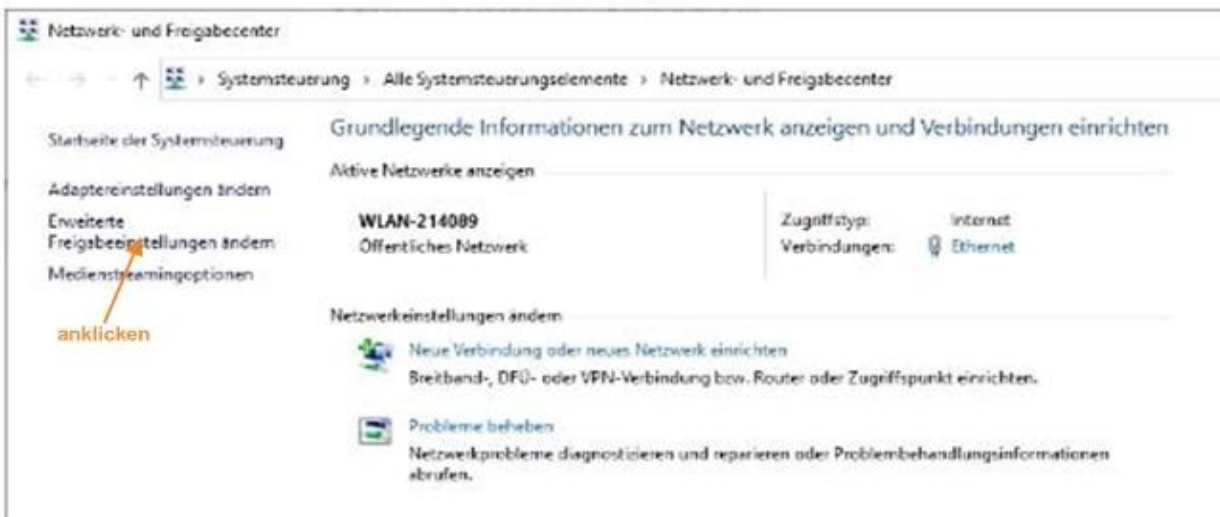 Netzwerk- und Freigabecenter
Systemsteuerung › Alle Systemsteuerungselemente › Netzwerk- und Freigabecenter
Startseite der Systemsteuerung
Adaptereinstellungen ändern
Erweiterte
Freigabeeinstellungen ändern
Medienstreamingoptionen
anklicken
Grundlegende Informationen zum Netzwerk anzeigen und Verbindungen einrichten
Aktive Netzwerke anzeigen
WLAN-214089
Öffentliches Netzwerk
Zugriffstyp: Internet
Verbindungen: Ethernet
Netzwerkeinstellungen ändern
Neue Verbindung oder neues Netzwerk einrichten
Breitband-, DFÜ- oder VPN-Verbindung bzw. Router oder Zugriffspunkt einrichten.
Probleme beheben
Netzwerkprobleme diagnostizieren und reparieren oder Problembehandlungsinformationen
abrufen.